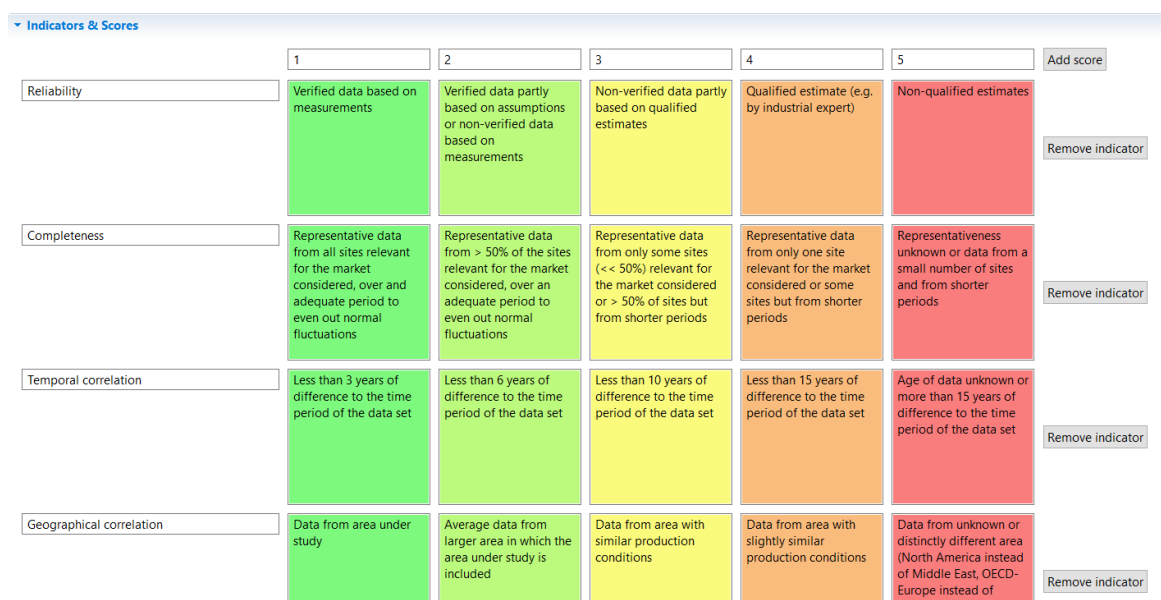 Indicators & Scores
1
2
3
4
5
Add score
Reliability
Verified data based on
measurements
Verified data partly
based on assumptions
or non-verified data
based on
measurements
Non-verified data partly
based on qualified
estimates
Qualified estimate (e.g.
by industrial expert)
Non-qualified estimates
Remove indicator
Completeness
Representative data
from all sites relevant
for the market
considered, over and
adequate period to
even out normal
fluctuations
Representative data
from > 50% of the sites
relevant for the market
considered, over an
adequate period to
even out normal
fluctuations
Representative data
from only some sites
(<< 50%) relevant for
the market considered
or > 50% of sites but
from shorter periods
Representative data
from only one site
relevant for the market
considered or some
sites but from shorter
periods
Representativeness
unknown or data from a
small number of sites
and from shorter
periods
Remove indicator
Temporal correlation
Less than 3 years of
difference to the time
period of the data set
Less than 6 years of
difference to the time
period of the data set
Less than 10 years of
difference to the time
period of the data set
Less than 15 years of
difference to the time
period of the data set
Age of data unknown or
more than 15 years of
difference to the time
period of the data set
Remove indicator
Geographical correlation
Data from area under
study
Average data from
larger area in which the
area under study is
included
Data from area with
similar production
conditions
Data from area with
slightly similar
production conditions
Data from unknown or
distinctly different area
(North America instead
of Middle East, OECD-
Europe instead of
Remove indicator